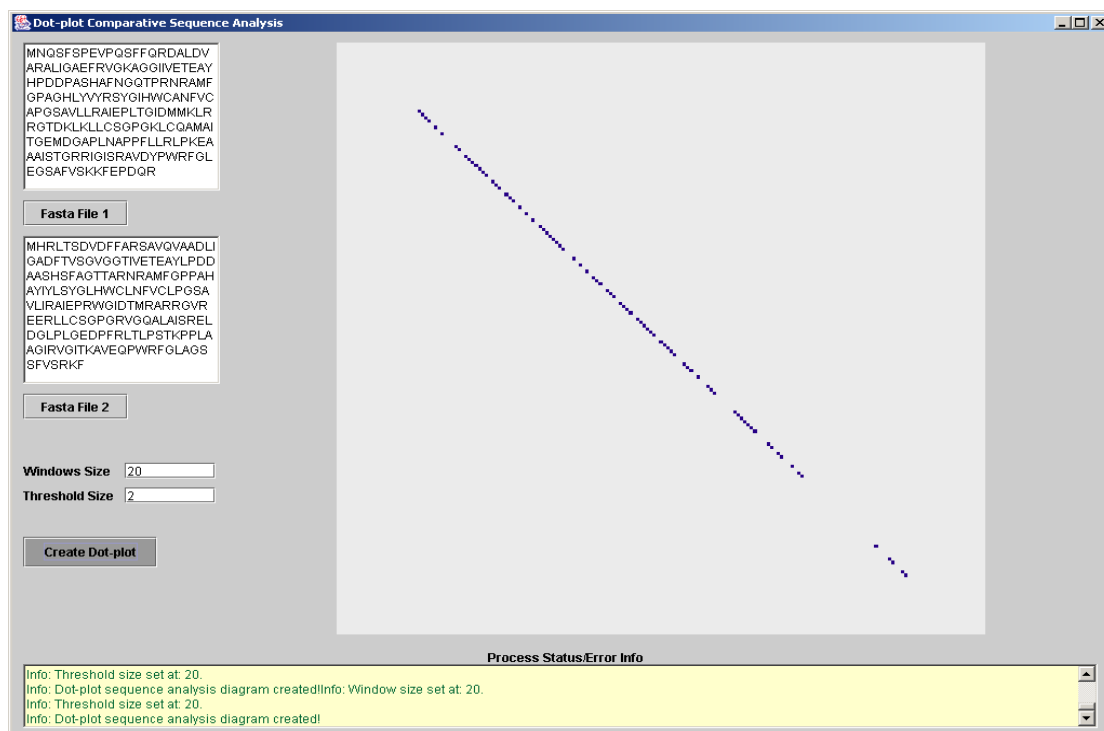 Dot-plot Comparative Sequence Analysis
MNQSFSPEVPQSFFQRDALDV
ARALIGAEFRVGKAGGIIVETEAY
HPDDPASHAFNGQTPRNRAMF
GPAGHLYVYRSYGIHWCANFVC
APGSAVLLRAIEPLTGIDMMKLR
RGTDKLKLLCSGPGKLCQAMAI
TGEMDGAPLNAPPFLLRLPKEA
AAISTGRRIGISRAVDYPWRFGL
EGSAFVSKKFEPDQR
Fasta File 1
MHRLTSDVDFFARSAVQVAADLI
GADFTVSGVGGTIVETEAYLPDD
AASHSFAGTTARNRAMFGPPAH
AYIYLSYGLHWCLNFVCLPGSA
VLIRAIEPRWGIDTMRARRGVR
EERLLCSGPGRVGQALAISREL
DGLPLGEDPFRLTLPSTKPPLA
AGIRVGITKAVEQPWRFGLAGS
SFVSRKF
Fasta File 2
Windows Size 20
Threshold Size 2
Create Dot-plot
Process Status/Error Info
Info: Threshold size set at: 20.
Info: Dot-plot sequence analysis diagram created!Info: Window size set at: 20.
Info: Threshold size set at: 20.
Info: Dot-plot sequence analysis diagram created!